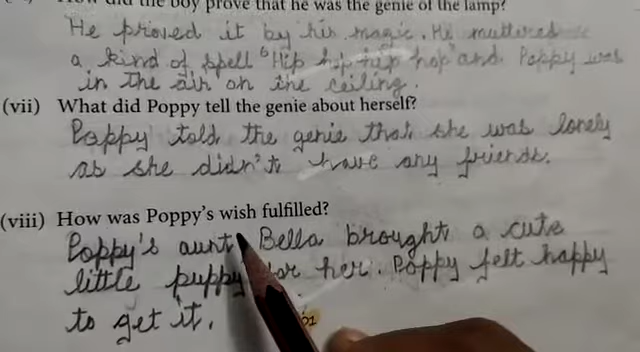 How did the boy prove that he was the genie of the lamp?
He proved it by his magic. He muttered
a kind of spell "Hip hop hip hop" and Poppy was
in the air on the ceiling.
(vii) What did Poppy tell the genie about herself?
Poppy told the genie that she was lonely
as she didn't have any friends.
(viii) How was Poppy's wish fulfilled?
Poppy's aunt Bella brought a cute
little puppy her. Poppy felt happy
to get it.